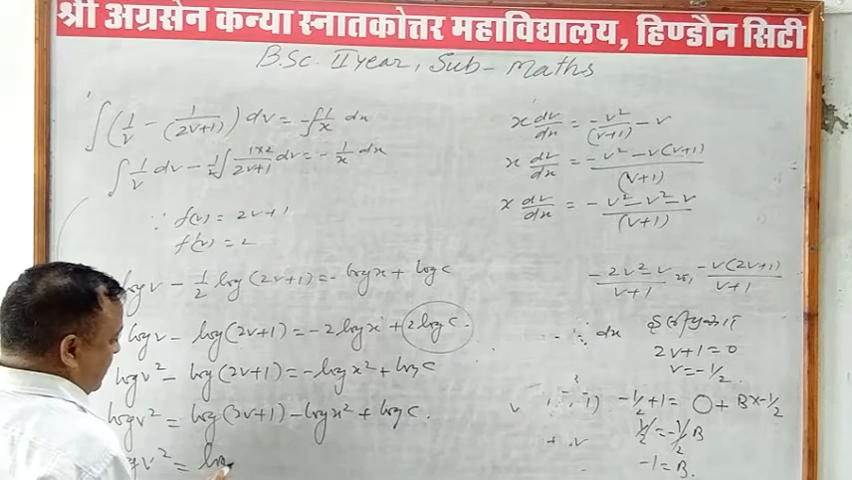 श्री अग्रसेन कन्या स्नातकोत्तर महाविद्यालय, हिण्डौन सिटी
B.Sc. II year, Sub- Maths
∫(1/v - 1/(2v+1)) dv = -∫1/x dx
∫1/v dv - 1/2∫ 1×2/2v+1 dv = -1/x dx
∵ f(v) = 2v+1
f'(v) = 2
log v - 1/2 log(2v+1) = -log x + log c
log v - log(2v+1) = -2 log x + 2 log c.
log v² - log(2v+1) = -log x² + log c
log v² = log(2v+1) - log x² + log c.
g v² = log
x dv/dx = -v²/(v+1) - v
x dv/dx = -v² - v(v+1)/(v+1)
x dv/dx = -v² - v² - v/(v+1)
-2v² - v/v+1 -v(2v+1)/v+1
dx
2v+1 = 0
v = -1/2.
-1/2 + 1 = 0 + B×-1/2
1/2 = -1/2 B
-1 = B.